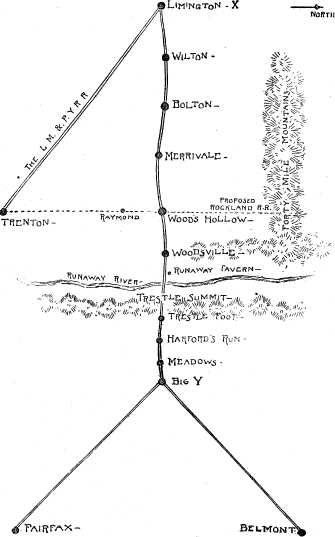 LIMINGTON - X
NORTH
WILTON -
BOLTON -
THE L. M. & P. Y. R R
FORTY MILE MOUNTAINS
MERRIVALE -
PROPOSED
ROCKLAND R.R.
TRENTON -
RAYMOND
WOODS HOLLOW -
WOODSVILLE -
RUNAWAY RIVER -
RUNAWAY CAVERN -
TRESTLE SUMMIT -
TRESTLE FOOT -
HARFORD'S RUN -
MEADOWS -
BIG Y
FAIRFAX -
BELMONT -